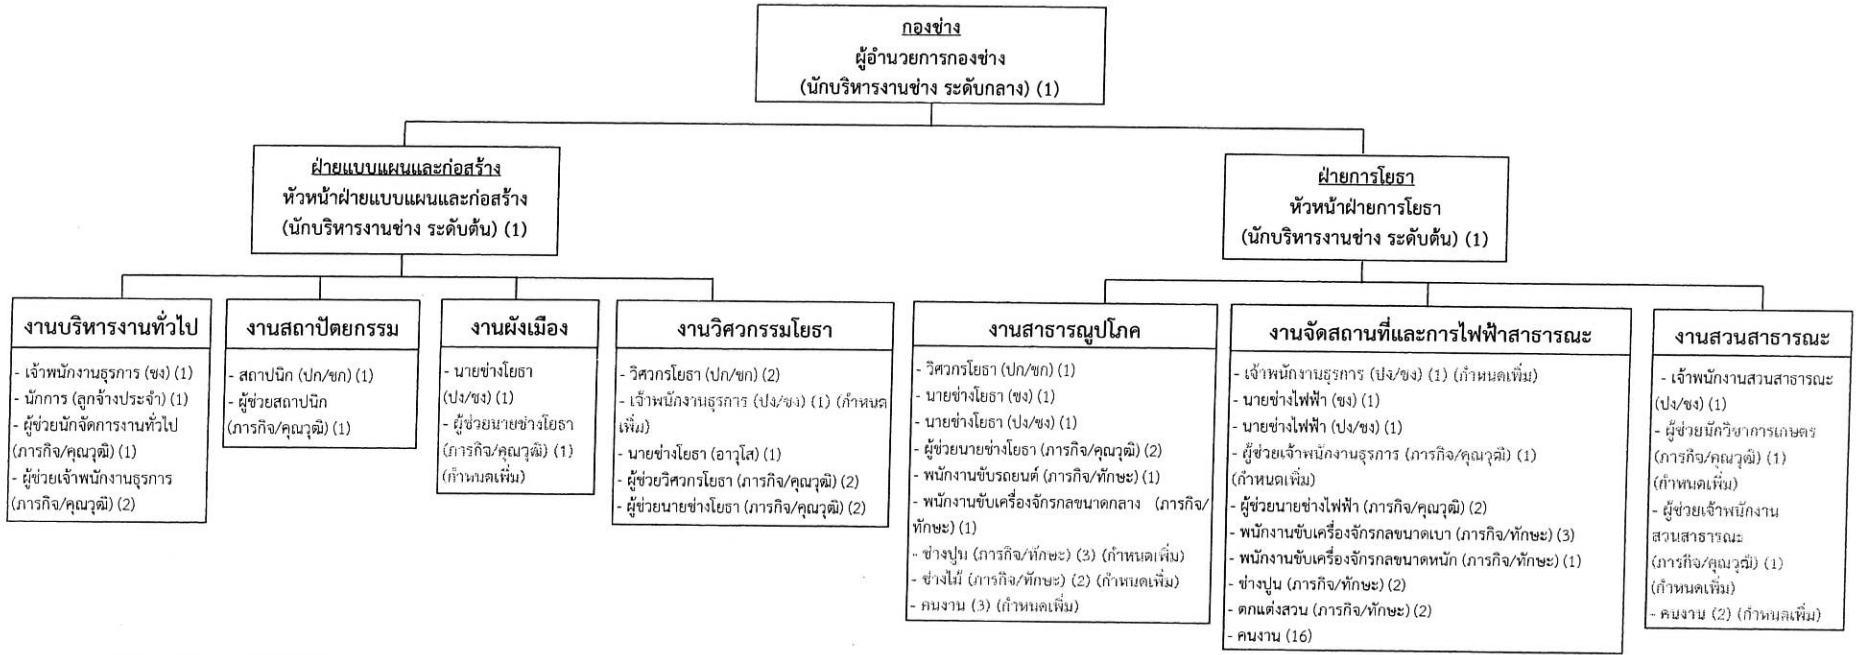 กองช่าง
ผู้อำนวยการกองช่าง
(นักบริหารงานช่าง ระดับกลาง) (1)
ฝ่ายแบบแผนและก่อสร้าง
หัวหน้าฝ่ายแบบแผนและก่อสร้าง
(นักบริหารงานช่าง ระดับต้น) (1)
ฝ่ายการโยธา
หัวหน้าฝ่ายการโยธา
(นักบริหารงานช่าง ระดับต้น) (1)
งานบริหารงานทั่วไป
- เจ้าพนักงานธุรการ (ชง) (1)
- นักการ (ลูกจ้างประจำ) (1)
- ผู้ช่วยนักจัดการงานทั่วไป
(ภารกิจ/คุณวุฒิ) (1)
- ผู้ช่วยเจ้าพนักงานธุรการ
(ภารกิจ/คุณวุฒิ) (2)
งานสถาปัตยกรรม
- สถาปนิก (ปก/ชก) (1)
- ผู้ช่วยสถาปนิก
(ภารกิจ/คุณวุฒิ) (1)
งานผังเมือง
- นายช่างโยธา
(ปง/ชง) (1)
- ผู้ช่วยนายช่างโยธา
(ภารกิจ/คุณวุฒิ) (1)
(กำหนดเพิ่ม)
งานวิศวกรรมโยธา
- วิศวกรโยธา (ปก/ชก) (2)
- เจ้าพนักงานธุรการ (ปง/ชง) (1) (กำหนด
เพิ่ม)
- นายช่างโยธา (อาวุโส) (1)
- ผู้ช่วยวิศวกรโยธา (ภารกิจ/คุณวุฒิ) (2)
- ผู้ช่วยนายช่างโยธา (ภารกิจ/คุณวุฒิ) (2)
งานสาธารณูปโภค
- วิศวกรโยธา (ปก/ชก) (1)
- นายช่างโยธา (ชง) (1)
- นายช่างโยธา (ปง/ชง) (1)
- ผู้ช่วยนายช่างโยธา (ภารกิจ/คุณวุฒิ) (2)
- พนักงานขับรถยนต์ (ภารกิจ/ทักษะ) (1)
- พนักงานขับเครื่องจักรกลขนาดกลาง (ภารกิจ/
ทักษะ) (1)
- ช่างปูน (ภารกิจ/ทักษะ) (3) (กำหนดเพิ่ม)
- ช่างไม้ (ภารกิจ/ทักษะ) (2) (กำหนดเพิ่ม)
- คนงาน (3) (กำหนดเพิ่ม)
งานจัดสถานที่และการไฟฟ้าสาธารณะ
- เจ้าพนักงานธุรการ (ปง/ชง) (1) (กำหนดเพิ่ม)
- นายช่างไฟฟ้า (ชง) (1)
- นายช่างไฟฟ้า (ปง/ชง) (1)
- ผู้ช่วยเจ้าพนักงานธุรการ (ภารกิจ/คุณวุฒิ) (1)
(กำหนดเพิ่ม)
- ผู้ช่วยนายช่างไฟฟ้า (ภารกิจ/คุณวุฒิ) (2)
- พนักงานขับเครื่องจักรกลขนาดเบา (ภารกิจ/ทักษะ) (3)
- พนักงานขับเครื่องจักรกลขนาดหนัก (ภารกิจ/ทักษะ) (1)
- ช่างปูน (ภารกิจ/ทักษะ) (2)
- ตกแต่งสวน (ภารกิจ/ทักษะ) (2)
- คนงาน (16)
งานสวนสาธารณะ
- เจ้าพนักงานสวนสาธารณะ
(ปง/ชง) (1)
- ผู้ช่วยนักวิชาการเกษตร
(ภารกิจ/คุณวุฒิ) (1)
(กำหนดเพิ่ม)
- ผู้ช่วยเจ้าพนักงาน
สวนสาธารณะ
(ภารกิจ/คุณวุฒิ) (1)
(กำหนดเพิ่ม)
- คนงาน (2) (กำหนดเพิ่ม)